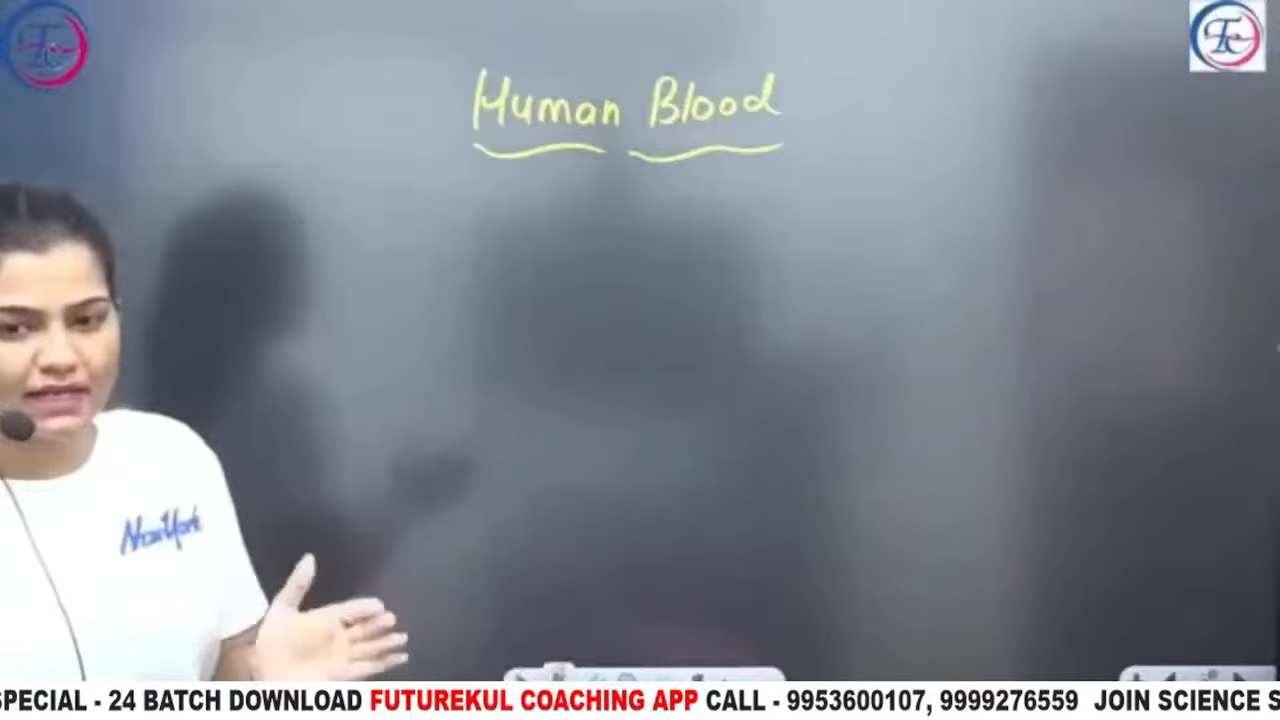 Human Blood
NewYork
SPECIAL - 24 BATCH DOWNLOAD FUTUREKUL COACHING APP CALL - 9953600107, 9999276559 JOIN SCIENCE S